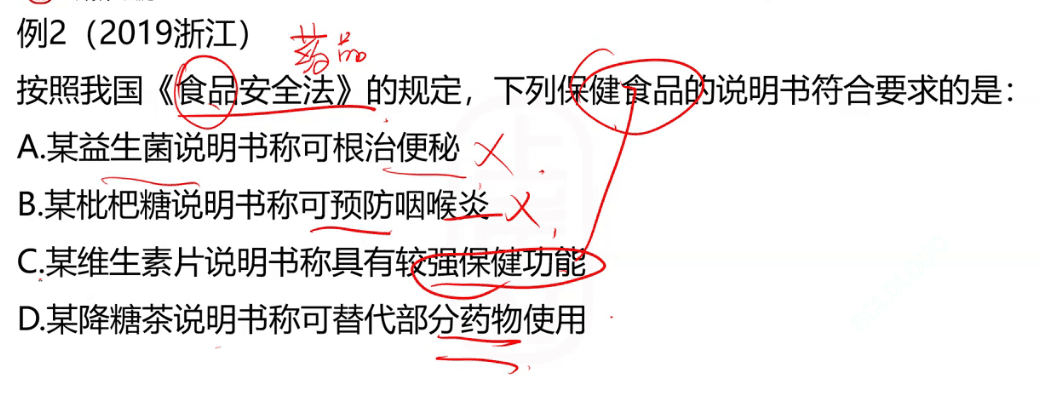 例2（2019浙江）
药品
按照我国《食品安全法》的规定，下列保健食品的说明书符合要求的是：
A.某益生菌说明书称可根治便秘
B.某枇杷糖说明书称可预防咽喉炎
C.某维生素片说明书称具有较强保健功能
D.某降糖茶说明书称可替代部分药物使用